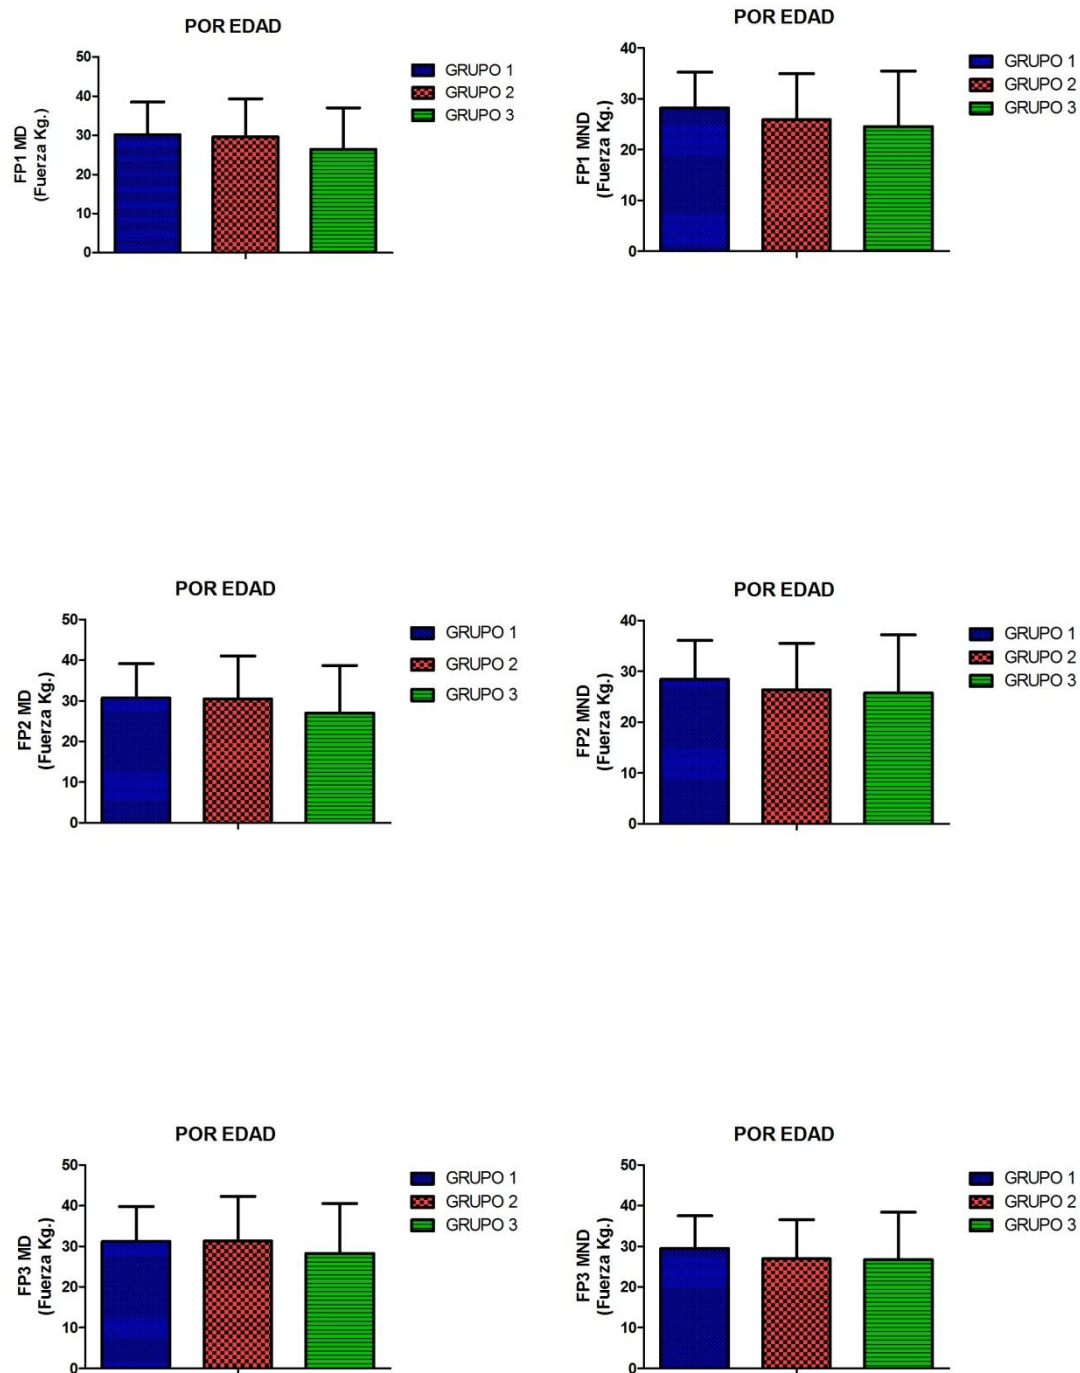 POR EDAD
50
40
30
20
10
0
FP1 MD
(Fuerza Kg.)
GRUPO 1
GRUPO 2
GRUPO 3
POR EDAD
40
30
20
10
0
FP1 MND
(Fuerza Kg.)
GRUPO 1
GRUPO 2
GRUPO 3
POR EDAD
50
40
30
20
10
0
FP2 MD
(Fuerza Kg.)
GRUPO 1
GRUPO 2
GRUPO 3
POR EDAD
40
30
20
10
0
FP2 MND
(Fuerza Kg.)
GRUPO 1
GRUPO 2
GRUPO 3
POR EDAD
50
40
30
20
10
0
FP3 MD
(Fuerza Kg.)
GRUPO 1
GRUPO 2
GRUPO 3
POR EDAD
50
40
30
20
10
0
FP3 MND
(Fuerza Kg.)
GRUPO 1
GRUPO 2
GRUPO 3